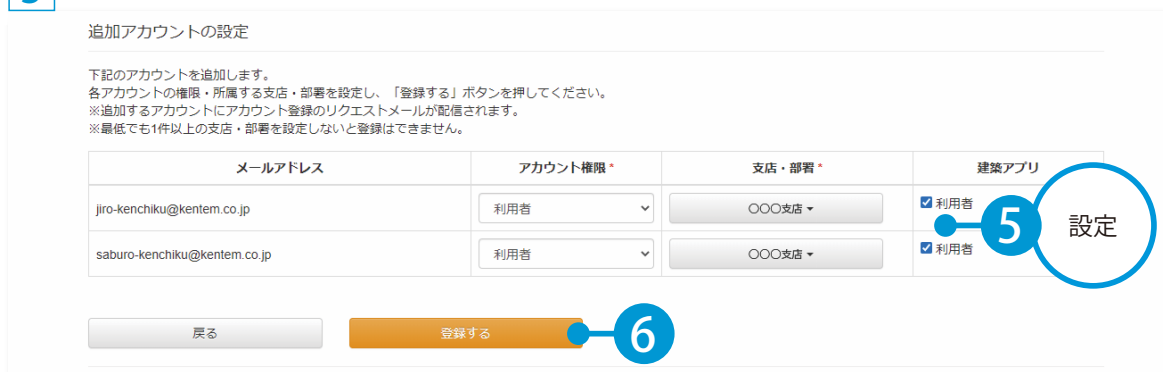 追加アカウントの設定
下記のアカウントを追加します。
各アカウントの権限・所属する支店・部署を設定し、「登録する」ボタンを押してください。
※追加するアカウントにアカウント登録のリクエストメールが配信されます。
※最低でも1件以上の支店・部署を設定しないと登録はできません。
メールアドレス アカウント権限* 支店・部署* 建築アプリ
jiro-kenchiku@kentem.co.jp 利用者 〇〇〇支店 利用者
5 設定
saburo-kenchiku@kentem.co.jp 利用者 〇〇〇支店 利用者
戻る 登録する 6